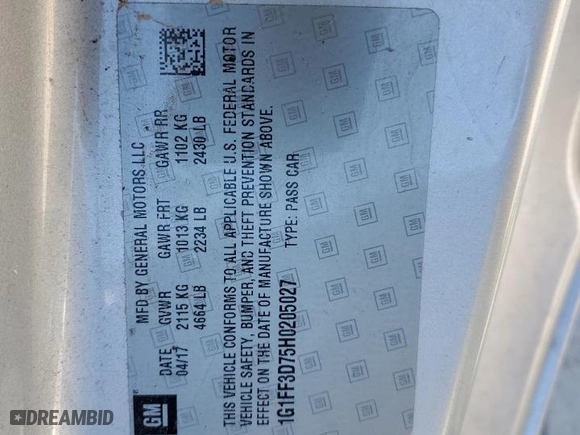 GM
MFD BY GENERAL MOTORS LLC
DATE GVWR GAWR FRT GAWR RR
04/17 2115 KG 1013 KG 1102 KG
4664 LB 2234 LB 2430 LB
THIS VEHICLE CONFORMS TO ALL APPLICABLE U.S. FEDERAL MOTOR
VEHICLE SAFETY, BUMPER, AND THEFT PREVENTION STANDARDS IN
EFFECT ON THE DATE OF MANUFACTURE SHOWN ABOVE.
1G1FF3D75H0205027 TYPE: PASS CAR
DREAMBID